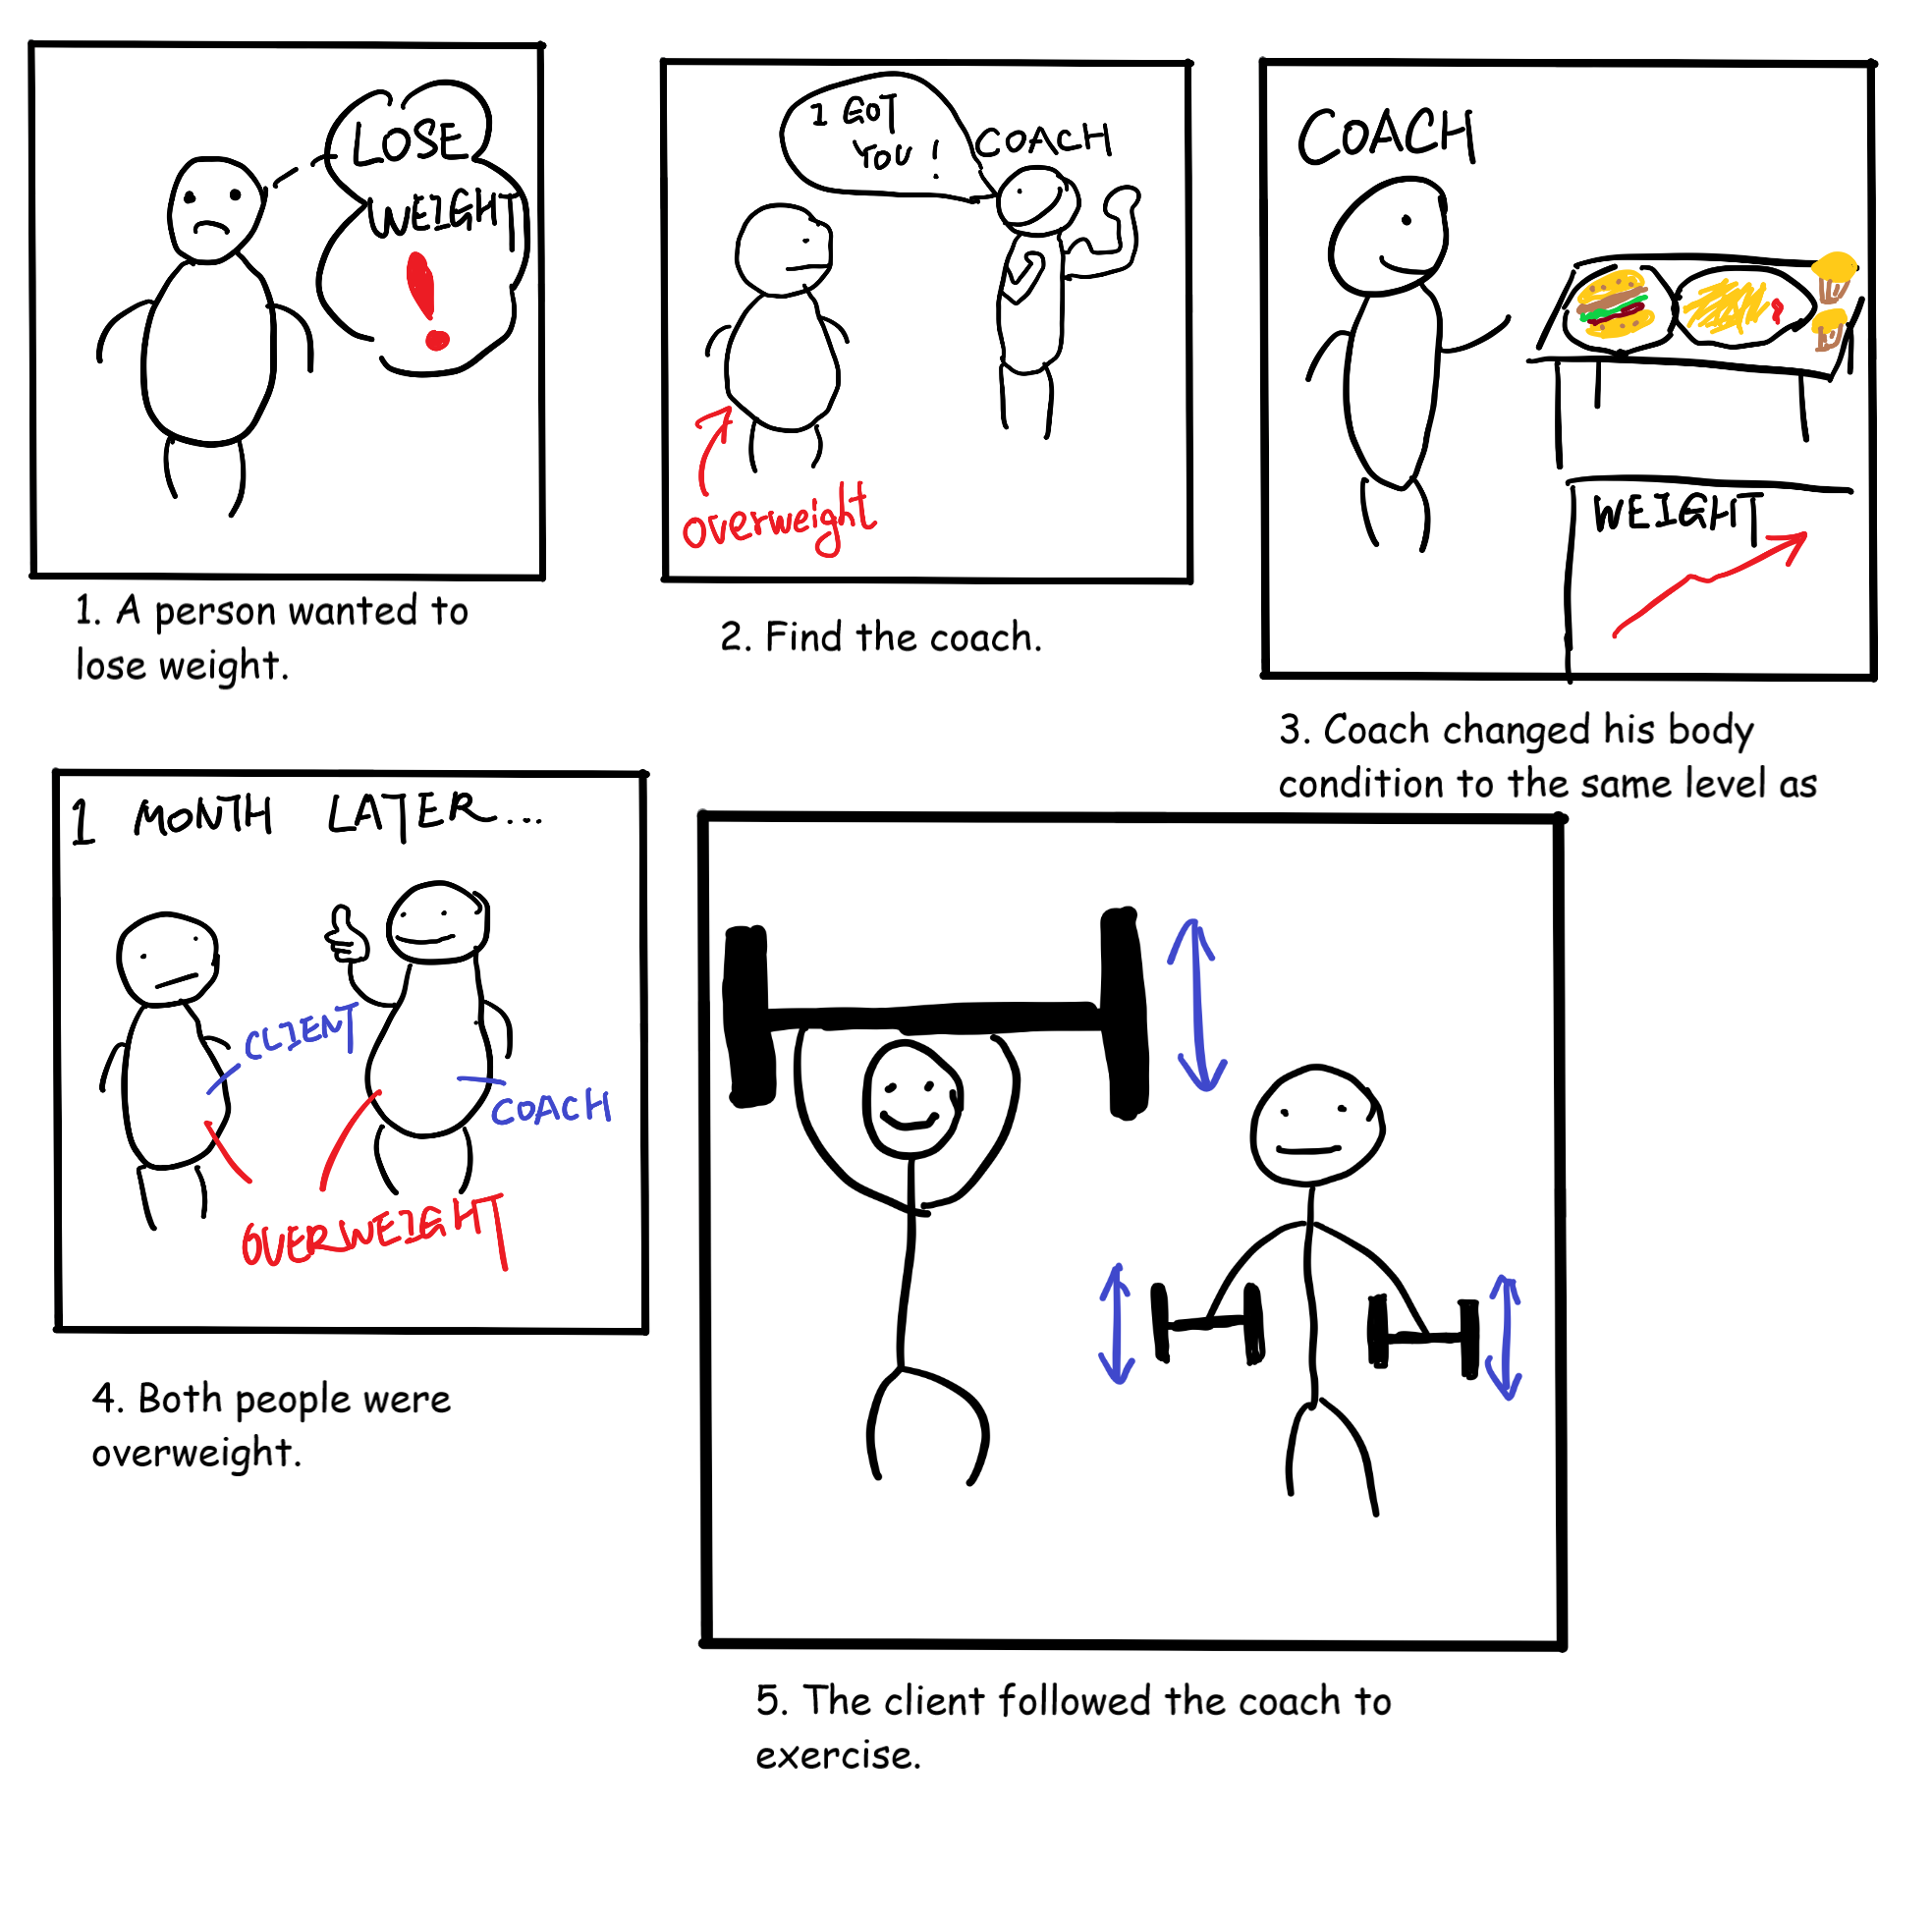 LOSE
WEIGHT
!
1. A person wanted to
lose weight.
I GOT
YOU !
COACH
overweight
2. Find the coach.
COACH
WEIGHT
3. Coach changed his body
condition to the same level as
1 MONTH LATER...
CLIENT
COACH
OVERWEIGHT
4. Both people were
overweight.
5. The client followed the coach to
exercise.